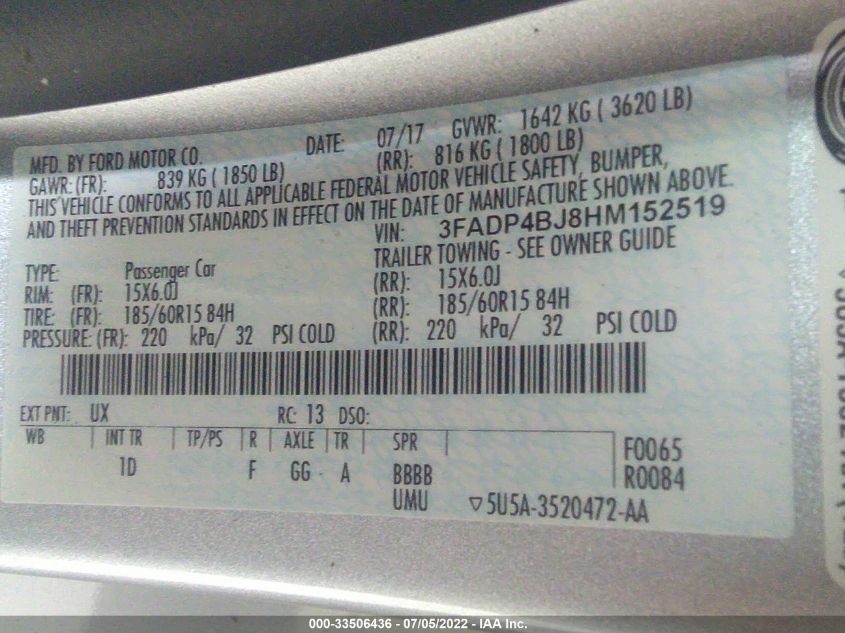 MFD. BY FORD MOTOR CO. DATE: 07/17 GVWR: 1642 KG ( 3620 LB)
GAWR: (FR): 839 KG ( 1850 LB) (RR): 816 KG ( 1800 LB)
THIS VEHICLE CONFORMS TO ALL APPLICABLE FEDERAL MOTOR VEHICLE SAFETY, BUMPER,
AND THEFT PREVENTION STANDARDS IN EFFECT ON THE DATE OF MANUFACTURE SHOWN ABOVE.
VIN: 3FADP4BJ8HM152519
TRAILER TOWING - SEE OWNER GUIDE
TYPE: Passenger Car
RIM: (FR): 15X6.0J (RR): 15X6.0J
TIRE: (FR): 185/60R15 84H (RR): 185/60R15 84H
PRESSURE: (FR): 220 kPa/ 32 PSI COLD (RR): 220 kPa/ 32 PSI COLD
EXT PNT: UX RC: 13 DSO:
WB INT TR TP/PS R AXLE TR SPR F0065
1D F GG A BBBB R0084
UMU ▽5U5A-3520472-AA
000-33506436 - 07/05/2022 - IAA Inc.